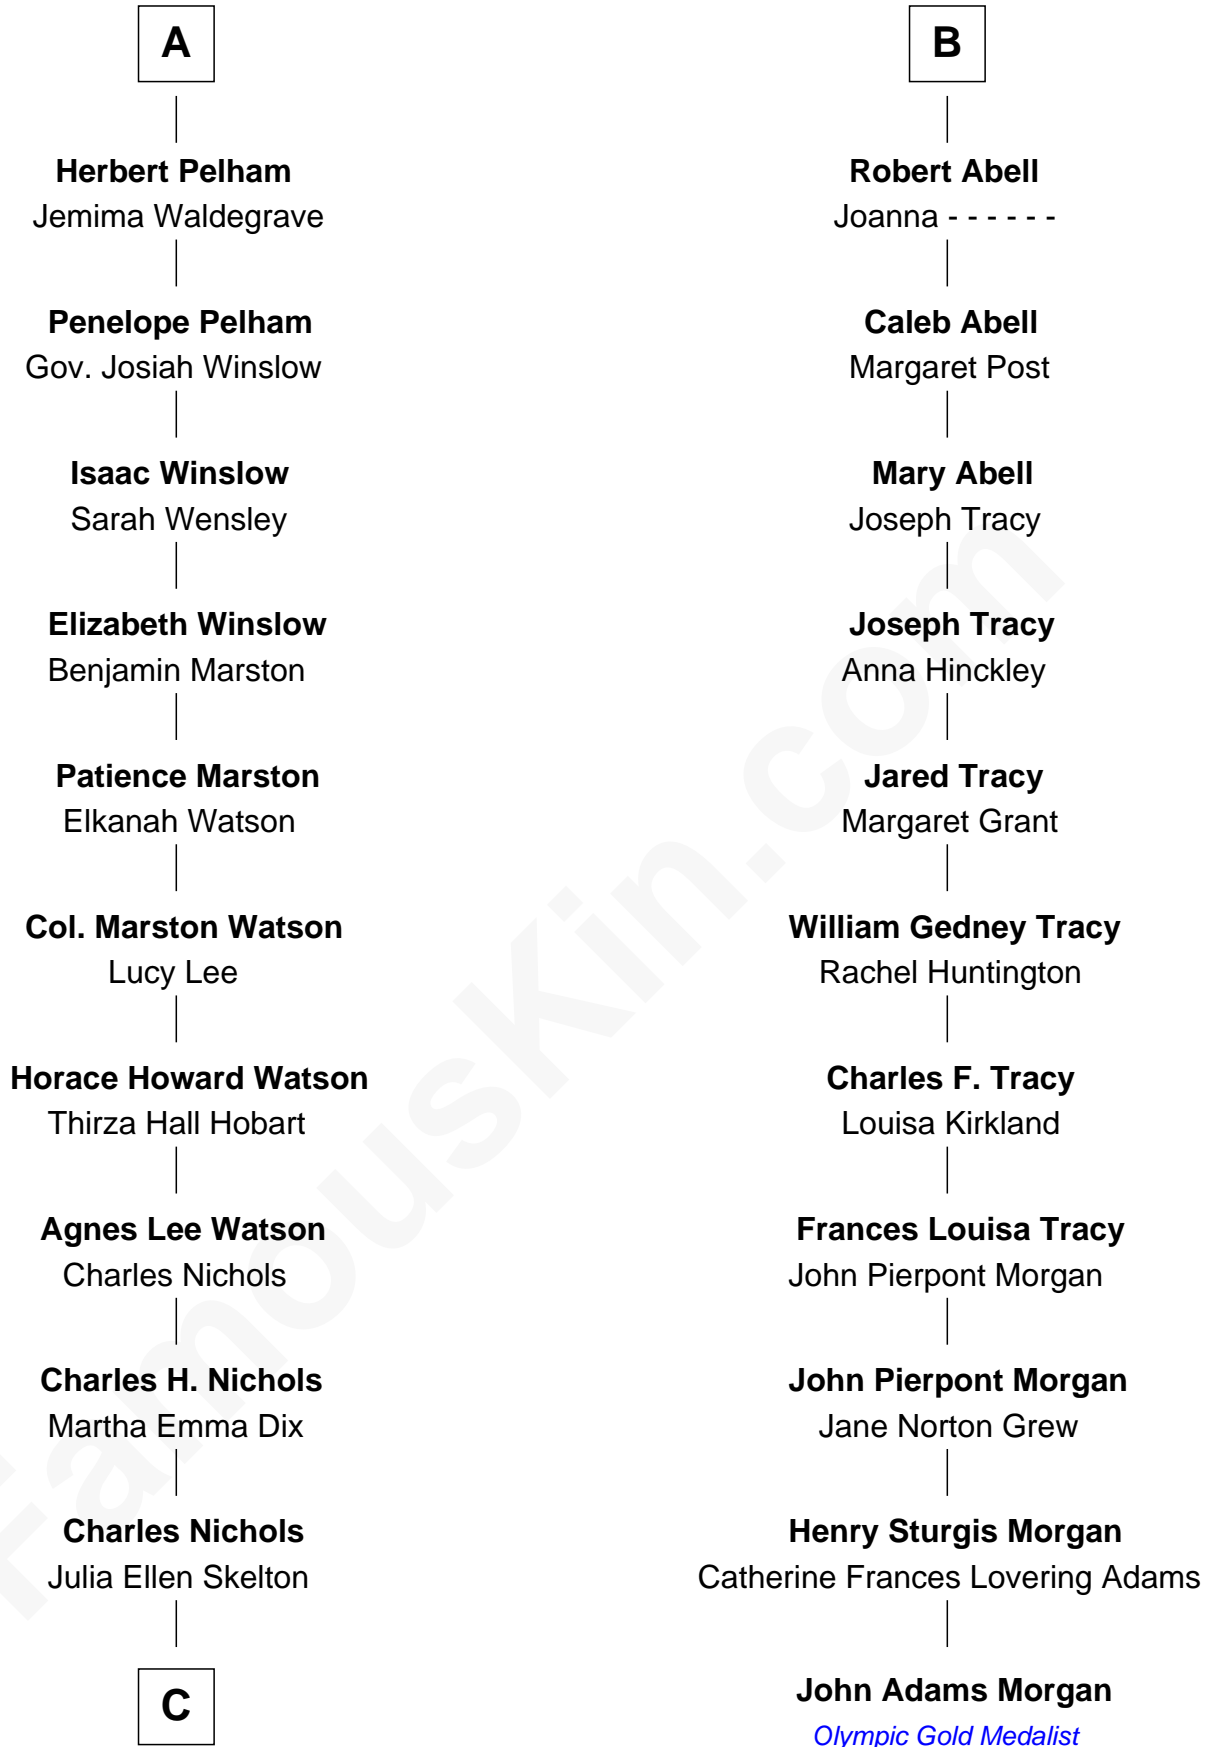 A
Herbert Pelham
Jemima Waldegrave
Penelope Pelham
Gov. Josiah Winslow
Isaac Winslow
Sarah Wensley
Elizabeth Winslow
Benjamin Marston
Patience Marston
Elkanah Watson
Col. Marston Watson
Lucy Lee
Horace Howard Watson
Thirza Hall Hobart
Agnes Lee Watson
Charles Nichols
Charles H. Nichols
Martha Emma Dix
Charles Nichols
Julia Ellen Skelton
C
B
Robert Abell
Joanna - - - - - -
Caleb Abell
Margaret Post
Mary Abell
Joseph Tracy
Joseph Tracy
Anna Hinckley
Jared Tracy
Margaret Grant
William Gedney Tracy
Rachel Huntington
Charles F. Tracy
Louisa Kirkland
Frances Louisa Tracy
John Pierpont Morgan
John Pierpont Morgan
Jane Norton Grew
Henry Sturgis Morgan
Catherine Frances Lovering Adams
John Adams Morgan
Olympic Gold Medalist
FamousKin.com